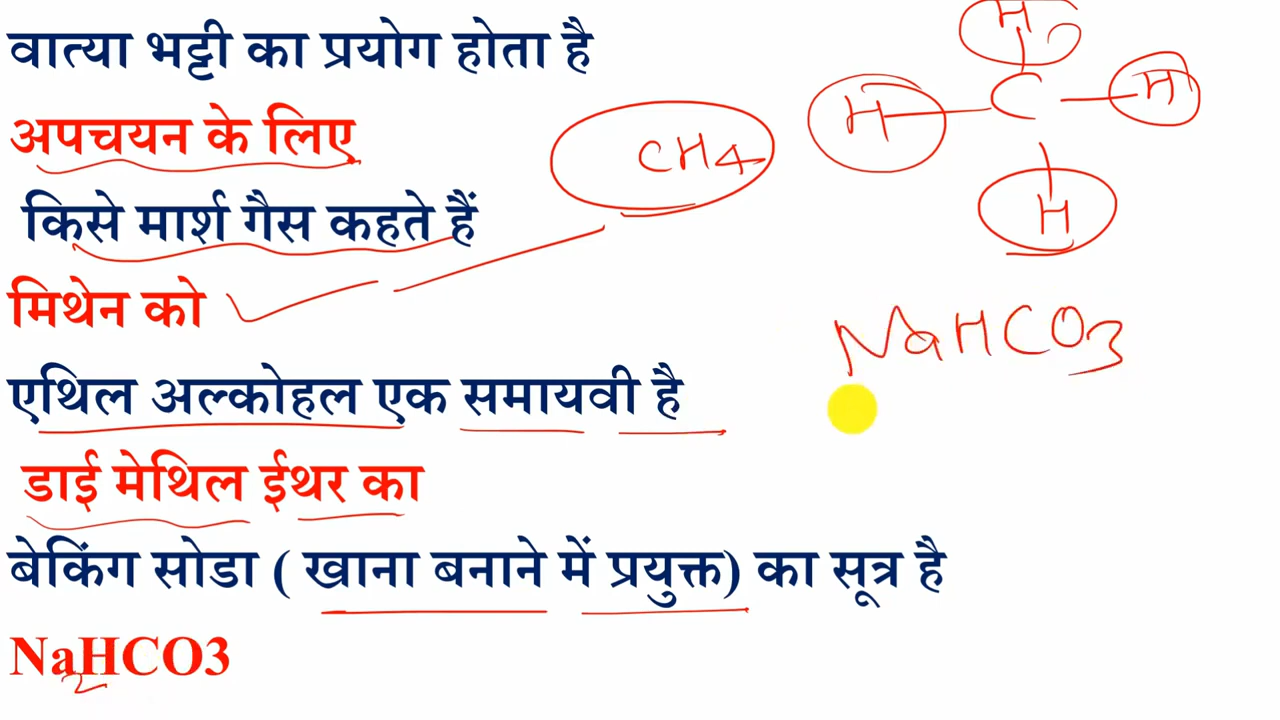 वात्या भट्टी का प्रयोग होता है
अपचयन के लिए
किसे मार्श गैस कहते हैं
मिथेन को
एथिल अल्कोहल एक समायवी है
डाई मेथिल ईथर का
बेकिंग सोडा ( खाना बनाने में प्रयुक्त) का सूत्र है
NaHCO3
CH4
H
H C H
H
NaHCO3